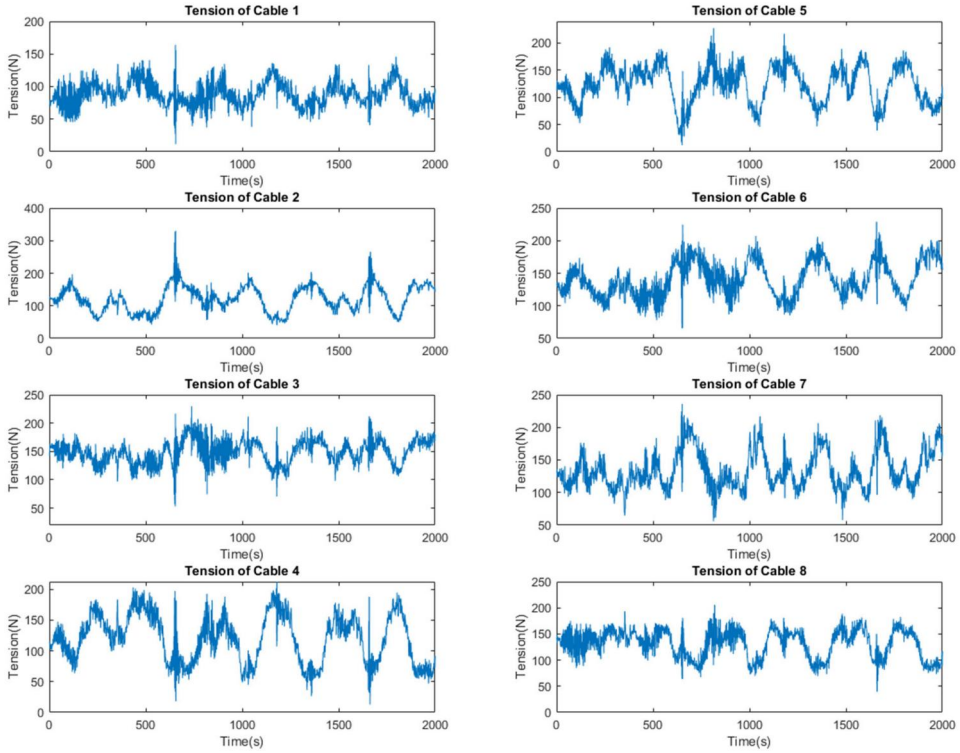 Tension of Cable 1
Tension(N)
200
150
100
50
0
0 500 1000 1500 2000
Time(s)
Tension of Cable 2
Tension(N)
400
300
200
100
0
0 500 1000 1500 2000
Time(s)
Tension of Cable 3
Tension(N)
250
200
150
100
50
0 500 1000 1500 2000
Time(s)
Tension of Cable 4
Tension(N)
200
150
100
50
0
0 500 1000 1500 2000
Time(s)
Tension of Cable 5
Tension(N)
200
150
100
50
0
0 500 1000 1500 2000
Time(s)
Tension of Cable 6
Tension(N)
250
200
150
100
50
0 500 1000 1500 2000
Time(s)
Tension of Cable 7
Tension(N)
250
200
150
100
50
0 500 1000 1500 2000
Time(s)
Tension of Cable 8
Tension(N)
250
200
150
100
50
0
0 500 1000 1500 2000
Time(s)